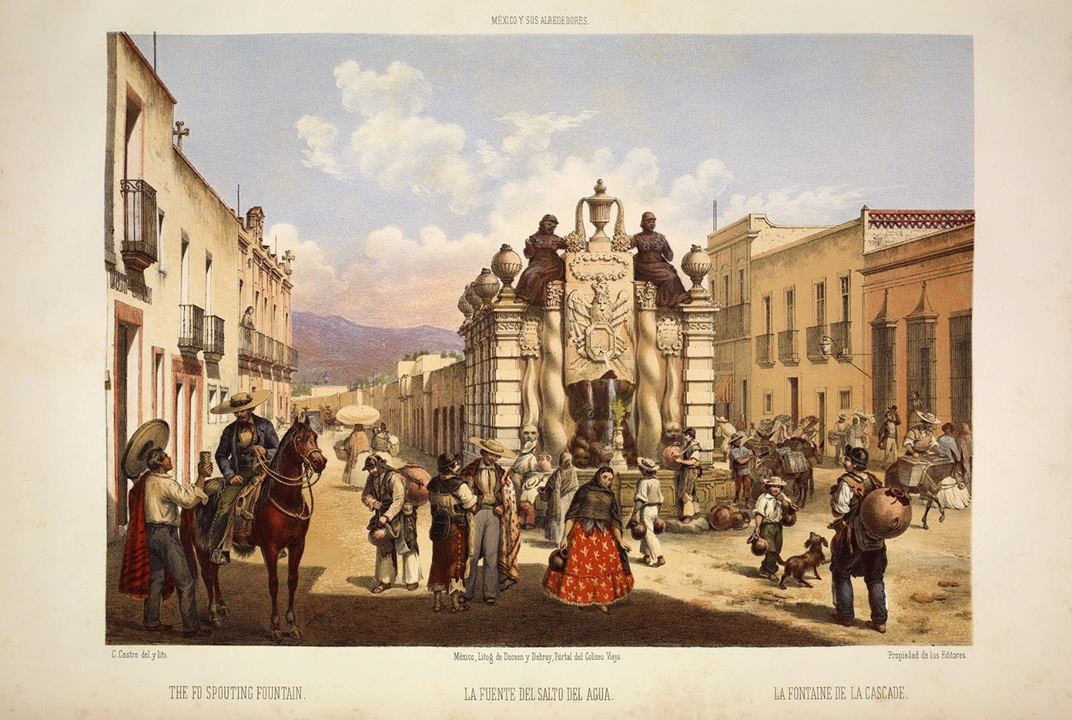 MÉXICO Y SUS ALREDEDORES.
C. Castro del. y lito.
México, Litog. de Decaen y Debray, Portal del Coliseo Viejo.
Propiedad de los Editores.
THE FO SPOUTING FOUNTAIN.
LA FUENTE DEL SALTO DEL AGUA.
LA FONTAINE DE LA CASCADE.